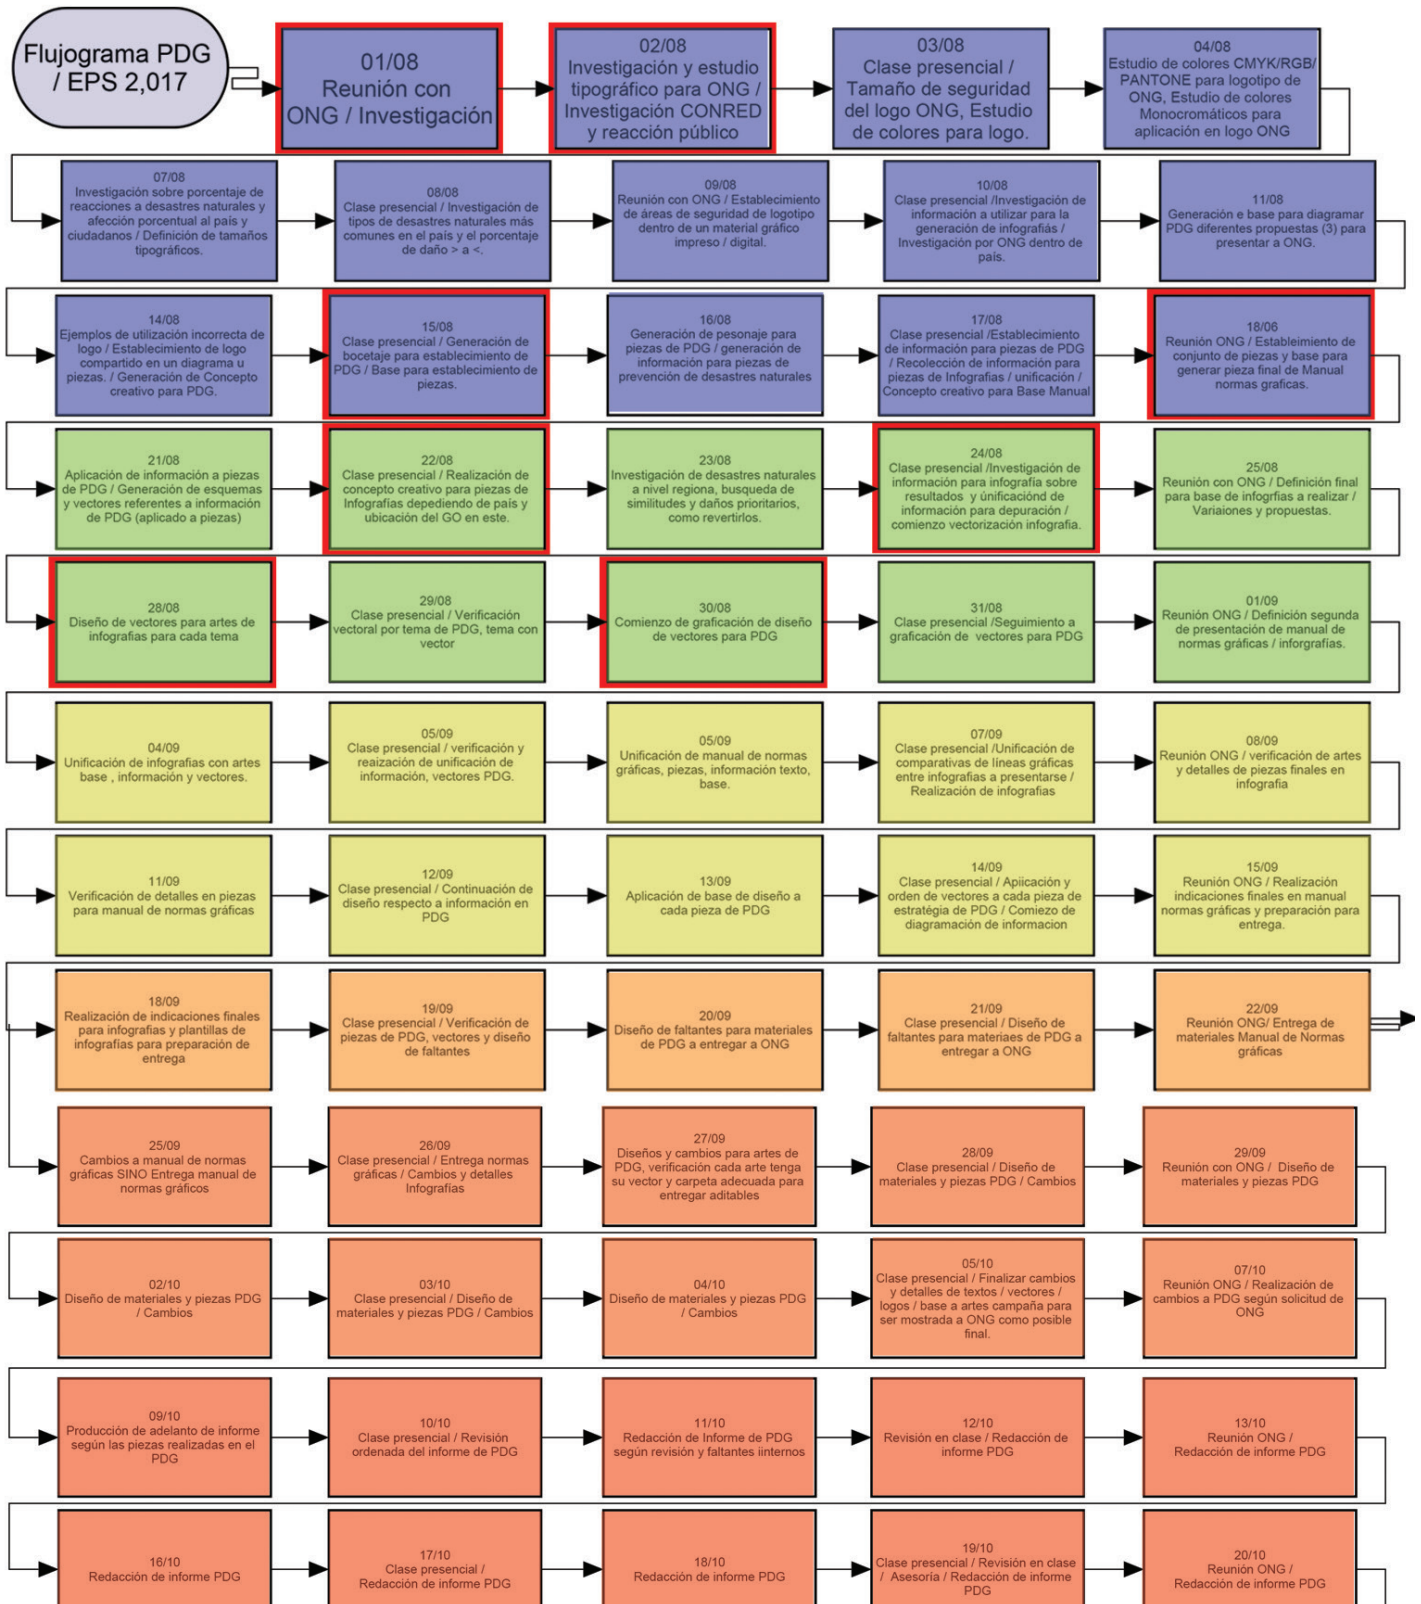 Flujograma PDG
/ EPS 2,017
01/08
Reunión con
ONG / Investigación
02/08
Investigación y estudio
tipográfico para ONG /
Investigación CONRED
y reacción público
03/08
Clase presencial /
Tamaño de seguridad
del logo ONG, Estudio
de colores para logo.
04/08
Estudio de colores CMYK/RGB/
PANTONE para logotipo de
ONG, Estudio de colores
Monocromáticos para
aplicación en logo ONG
07/08
Investigación sobre porcentaje de
reacciones a desastres naturales y
afección porcentual al país y
ciudadanos / Definición de tamaños
tipográficos.
08/08
Clase presencial / Investigación de
tipos de desastres naturales más
comunes en el país y el porcentaje
de daño > a <.
09/08
Reunión con ONG / Establecimiento
de áreas de seguridad de logotipo
dentro de un material gráfico
impreso / digital.
10/08
Clase presencial /Investigación de
información a utilizar para la
generación de infografiás /
Investigación por ONG dentro de
país.
11/08
Generación e base para diagramar
PDG diferentes propuestas (3) para
presentar a ONG.
14/08
Ejemplos de utilización incorrecta de
logo / Establecimiento de logo
compartido en un diagrama u
piezas. / Generación de Concepto
creativo para PDG.
15/08
Clase presencial / Generación de
bocetaje para establecimiento de
PDG / Base para establecimiento de
piezas.
16/08
Generación de pesonaje para
piezas de PDG / generación de
información para piezas de
prevención de desastres naturales
17/08
Clase presencial /Establecimiento
de información para piezas de PDG
/ Recolección de información para
piezas de Infografias / unificación /
Concepto creativo para Base Manual
18/06
Reunión ONG / Estableimiento de
conjunto de piezas y base para
generar pieza final de Manual
normas graficas.
21/08
Aplicación de información a piezas
de PDG / Generación de esquemas
y vectores referentes a información
de PDG (aplicado a piezas)
22/08
Clase presencial / Realización de
concepto creativo para piezas de
Infografías depediendo de país y
ubicación del GO en este.
23/08
Investigación de desastres naturales
a nivel regiona, busqueda de
similitudes y daños prioritarios,
como revertirlos.
24/08
Clase presencial /Investigación de
información para infografía sobre
resultados y únificaciónd de
información para depuración /
comienzo vectorización infografia.
25/08
Reunión con ONG / Definición final
para base de infogrfias a realizar /
Variaiones y propuestas.
28/08
Diseño de vectores para artes de
infografias para cada tema
29/08
Clase presencial / Verificación
vectoral por tema de PDG, tema con
vector
30/08
Comienzo de graficación de diseño
de vectores para PDG
31/08
Clase presencial /Seguimiento a
graficación de vectores para PDG
01/09
Reunión ONG / Definición segunda
de presentación de manual de
normas gráficas / inforgrafías.
04/09
Unificación de infografias con artes
base , información y vectores.
05/09
Clase presencial / verificación y
reaización de unificación de
información, vectores PDG.
05/09
Unificación de manual de normas
gráficas, piezas, información texto,
base.
07/09
Clase presencial /Unificación de
comparativas de líneas gráficas
entre infografias a presentarse /
Realización de infografias
08/09
Reunión ONG / verificación de artes
y detalles de piezas finales en
infografia
11/09
Verificación de detalles en piezas
para manual de normas gráficas
12/09
Clase presencial / Continuación de
diseño respecto a información en
PDG
13/09
Aplicación de base de diseño a
cada pieza de PDG
14/09
Clase presencial / Apiicación y
orden de vectores a cada pieza de
estratégia de PDG / Comiezo de
diagramación de informacion
15/09
Reunión ONG / Realización
indicaciones finales en manual
normas gráficas y preparación para
entrega.
18/09
Realización de indicaciones finales
para infografias y plantillas de
infografías para preparación de
entrega
19/09
Clase presencial / Verificación de
piezas de PDG, vectores y diseño
de faltantes
20/09
Diseño de faltantes para materiales
de PDG a entregar a ONG
21/09
Clase presencial / Diseño de
faltantes para materiaes de PDG a
entregar a ONG
22/09
Reunión ONG/ Entrega de
materiales Manual de Normas
gráficas
25/09
Cambios a manual de normas
gráficas SINO Entrega manual de
normas gráficos
26/09
Clase presencial / Entrega normas
gráficas / Cambios y detalles
Infografías
27/09
Diseños y cambios para artes de
PDG, verificación cada arte tenga
su vector y carpeta adecuada para
entregar aditables
28/09
Clase presencial / Diseño de
materiales y piezas PDG / Cambios
29/09
Reunión con ONG / Diseño de
materiales y piezas PDG
02/10
Diseño de materiales y piezas PDG
/ Cambios
03/10
Clase presencial / Diseño de
materiales y piezas PDG / Cambios
04/10
Diseño de materiales y piezas PDG
/ Cambios
05/10
Clase presencial / Finalizar cambios
y detalles de textos / vectores /
logos / base a artes campaña para
ser mostrada a ONG como posible
final.
07/10
Reunión ONG / Realización de
cambios a PDG según solicitud de
ONG
09/10
Producción de adelanto de informe
según las piezas realizadas en el
PDG
10/10
Clase presencial / Revisión
ordenada del informe de PDG
11/10
Redacción de Informe de PDG
según revisión y faltantes iinternos
12/10
Revisión en clase / Redacción de
informe PDG
13/10
Reunión ONG /
Redacción de informe PDG
16/10
Redacción de informe PDG
17/10
Clase presencial /
Redacción de informe PDG
18/10
Redacción de informe PDG
19/10
Clase presencial / Revisión en clase
/ Asesoría / Redacción de informe
PDG
20/10
Reunión ONG /
Redacción de informe PDG